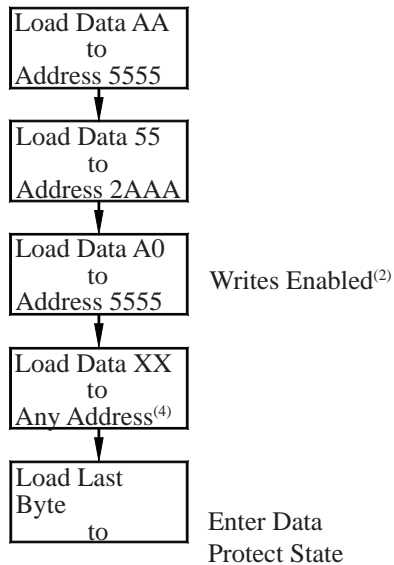 Load Data AA
to
Address 5555
Load Data 55
to
Address 2AAA
Load Data A0
to
Address 5555
Writes Enabled(2)
Load Data XX
to
Any Address(4)
Load Last
Byte
to
Enter Data
Protect State